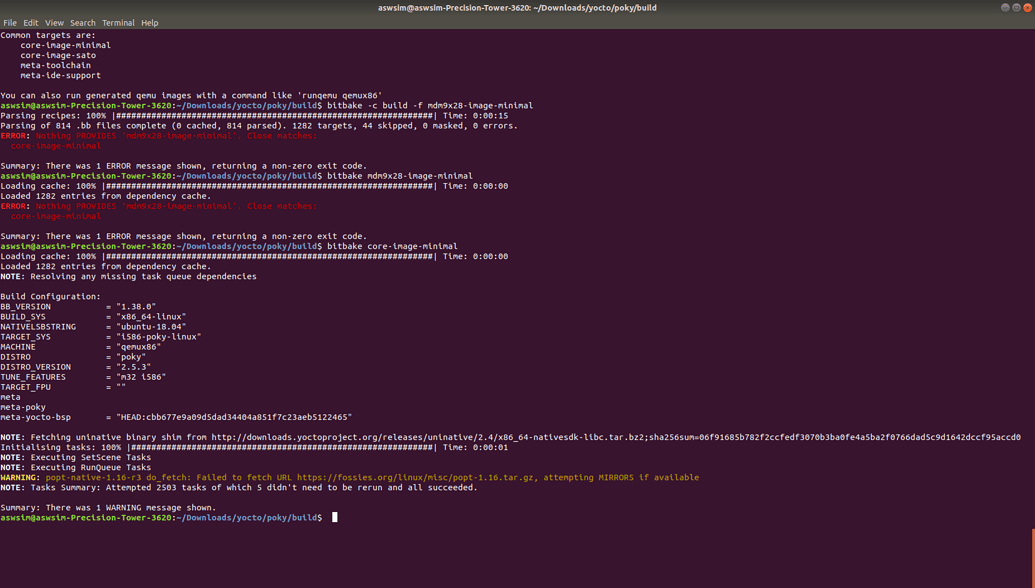 aswsim@aswsim-Precision-Tower-3620: ~/Downloads/yocto/poky/build
File Edit View Search Terminal Help
Common targets are:
    core-image-minimal
    core-image-sato
    meta-toolchain
    meta-ide-support

You can also run generated qemu images with a command like 'runqemu qemux86'
aswsim@aswsim-Precision-Tower-3620:~/Downloads/yocto/poky/build$ bitbake -c build -f mdm9x28-image-minimal
Parsing recipes: 100% |##################################################################| Time: 0:00:15
Parsing of 814 .bb files complete (0 cached, 814 parsed). 1282 targets, 44 skipped, 0 masked, 0 errors.
ERROR: Nothing PROVIDES 'mdm9x28-image-minimal'. Close matches:
  core-image-minimal

Summary: There was 1 ERROR message shown, returning a non-zero exit code.
aswsim@aswsim-Precision-Tower-3620:~/Downloads/yocto/poky/build$ bitbake mdm9x28-image-minimal
Loading cache: 100% |####################################################################| Time: 0:00:00
Loaded 1282 entries from dependency cache.
ERROR: Nothing PROVIDES 'mdm9x28-image-minimal'. Close matches:
  core-image-minimal

Summary: There was 1 ERROR message shown, returning a non-zero exit code.
aswsim@aswsim-Precision-Tower-3620:~/Downloads/yocto/poky/build$ bitbake core-image-minimal
Loading cache: 100% |####################################################################| Time: 0:00:00
Loaded 1282 entries from dependency cache.
NOTE: Resolving any missing task queue dependencies

Build Configuration:
BB_VERSION           = "1.38.0"
BUILD_SYS            = "x86_64-linux"
NATIVELSBSTRING      = "ubuntu-18.04"
TARGET_SYS           = "i586-poky-linux"
MACHINE              = "qemux86"
DISTRO               = "poky"
DISTRO_VERSION       = "2.5.3"
TUNE_FEATURES        = "m32 i586"
TARGET_FPU           = ""
meta
meta-poky
meta-yocto-bsp       = "HEAD:cbb677e9a09d5dad34404a851f7c23aeb5122465"

NOTE: Fetching uninative binary shim from http://downloads.yoctoproject.org/releases/uninative/2.4/x86_64-nativesdk-libc.tar.bz2;sha256sum=06f91685b782f2ccfedf3070b3ba0fe4a5ba2f0766dad5c9d1642dccf95accd0
Initialising tasks: 100% |###############################################################| Time: 0:00:01
NOTE: Executing SetScene Tasks
NOTE: Executing RunQueue Tasks
WARNING: popt-native-1.16-r3 do_fetch: Failed to fetch URL https://fossies.org/linux/misc/popt-1.16.tar.gz, attempting MIRRORS if available
NOTE: Tasks Summary: Attempted 2503 tasks of which 5 didn't need to be rerun and all succeeded.

Summary: There was 1 WARNING message shown.
aswsim@aswsim-Precision-Tower-3620:~/Downloads/yocto/poky/build$